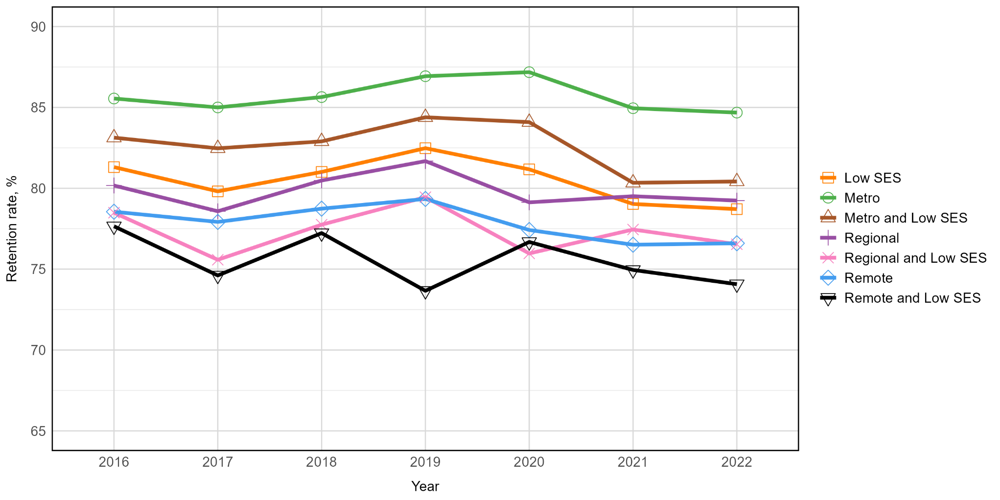 Retention rate, %
90
85
80
75
70
65
2016 2017 2018 2019 2020 2021 2022
Year
Low SES
Metro
Metro and Low SES
Regional
Regional and Low SES
Remote
Remote and Low SES